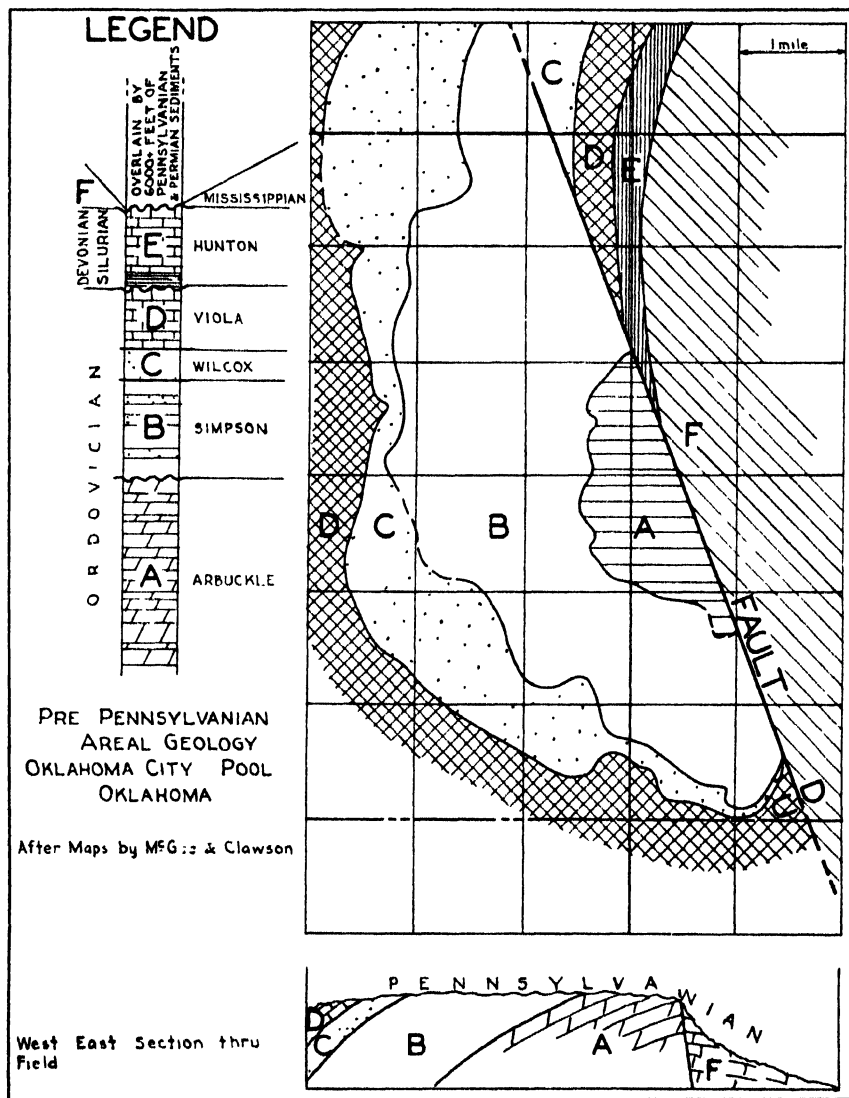 LEGEND
OVERLAIN BY
6000+ FEET OF
PENNSYLVANIAN
& PERMIAN SEDIMENTS
F
MISSISSIPPIAN
DEVONIAN
SILURIAN
E
HUNTON
D
VIOLA
C
WILCOX
ORDOVICIAN
B
SIMPSON
A
ARBUCKLE
PRE PENNSYLVANIAN
AREAL GEOLOGY
OKLAHOMA CITY POOL
OKLAHOMA
After Maps by & Clawson
1 mile
C
D
E
F
D
C
B
A
FAULT
D
PENNSYLVANIAN
West East Section thru
Field
D
C
B
A
F